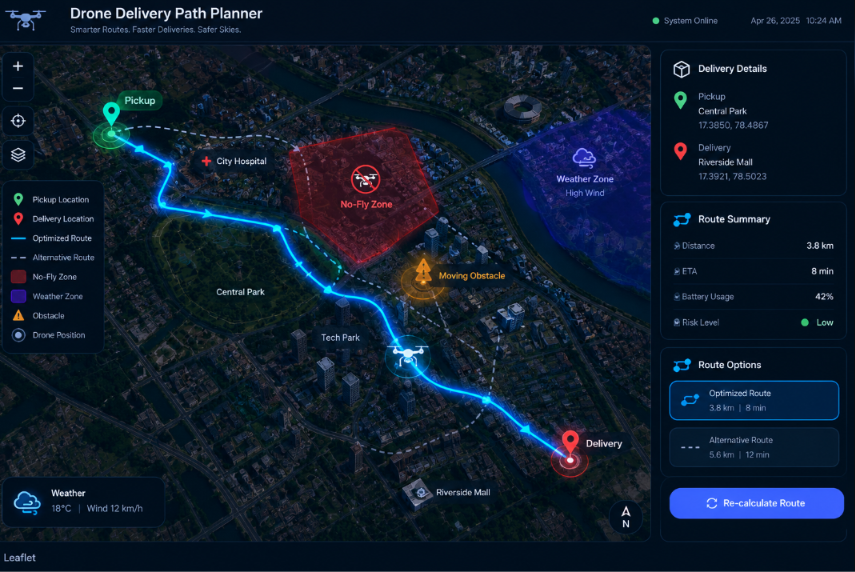 Drone Delivery Path Planner
Smarter Routes. Faster Deliveries. Safer Skies.
System Online
Apr 26, 2025 10:24 AM
+
−
Pickup
City Hospital
No-Fly Zone
Weather Zone
High Wind
Moving Obstacle
Central Park
Tech Park
Delivery
Riverside Mall
N
Pickup Location
Delivery Location
Optimized Route
Alternative Route
No-Fly Zone
Weather Zone
Obstacle
Drone Position
Weather
18°C | Wind 12 km/h
Leaflet
Delivery Details
Pickup
Central Park
17.3850, 78.4867
Delivery
Riverside Mall
17.3921, 78.5023
Route Summary
Distance 3.8 km
ETA 8 min
Battery Usage 42%
Risk Level Low
Route Options
Optimized Route
3.8 km | 8 min
Alternative Route
5.6 km | 12 min
Re-calculate Route